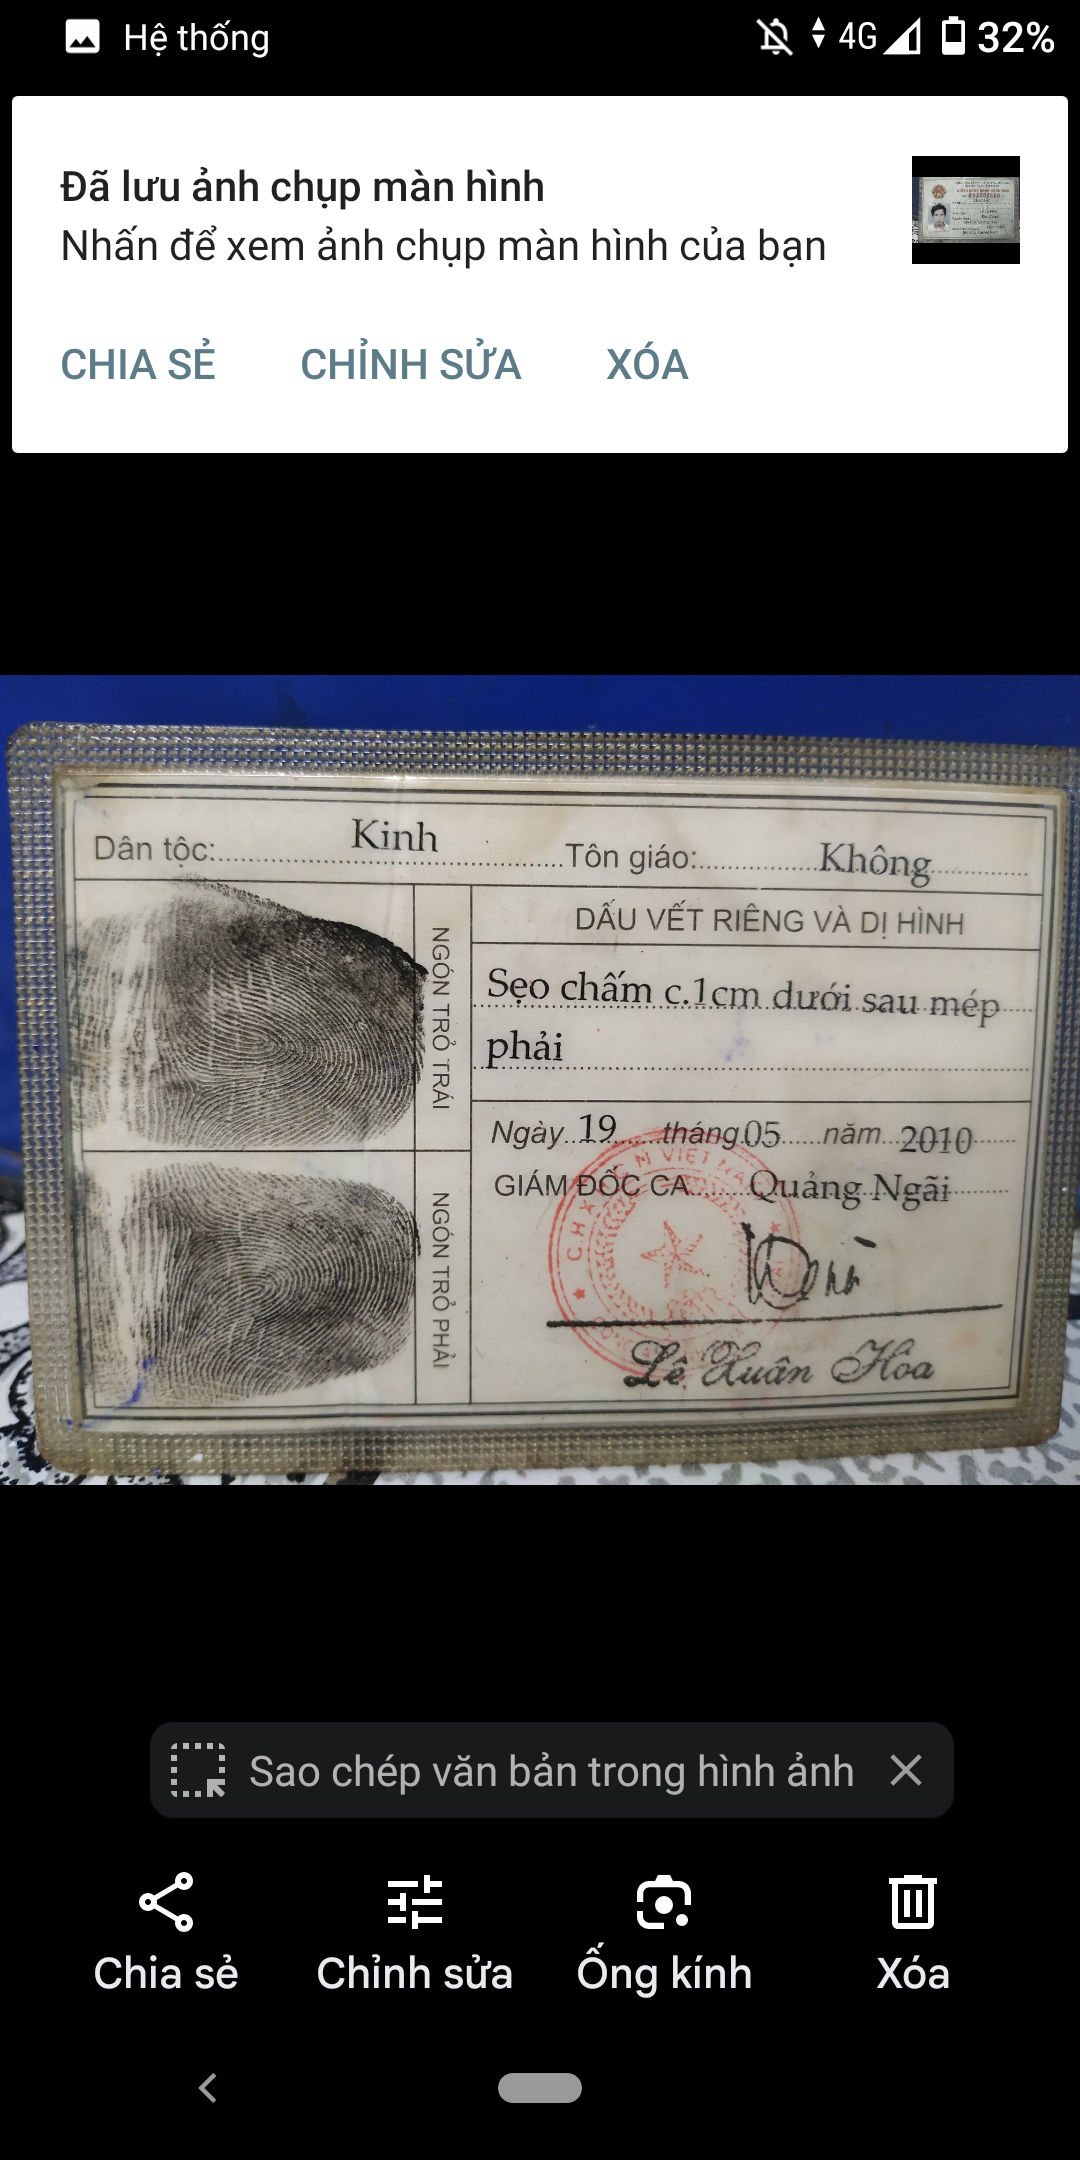 Hệ thống
4G 32%
Đã lưu ảnh chụp màn hình
Nhấn để xem ảnh chụp màn hình của bạn
CHIA SẺ CHỈNH SỬA XÓA
Dân tộc: Kinh Tôn giáo: Không
NGÓN TRỎ TRÁI
NGÓN TRỎ PHẢI
DẤU VẾT RIÊNG VÀ DỊ HÌNH
Sẹo chấm c.1cm dưới sau mép
phải
Ngày 19 tháng 05 năm 2010
GIÁM ĐỐC CA Quảng Ngãi
Lê Xuân Hoa
Sao chép văn bản trong hình ảnh
Chia sẻ Chỉnh sửa Ống kính Xóa